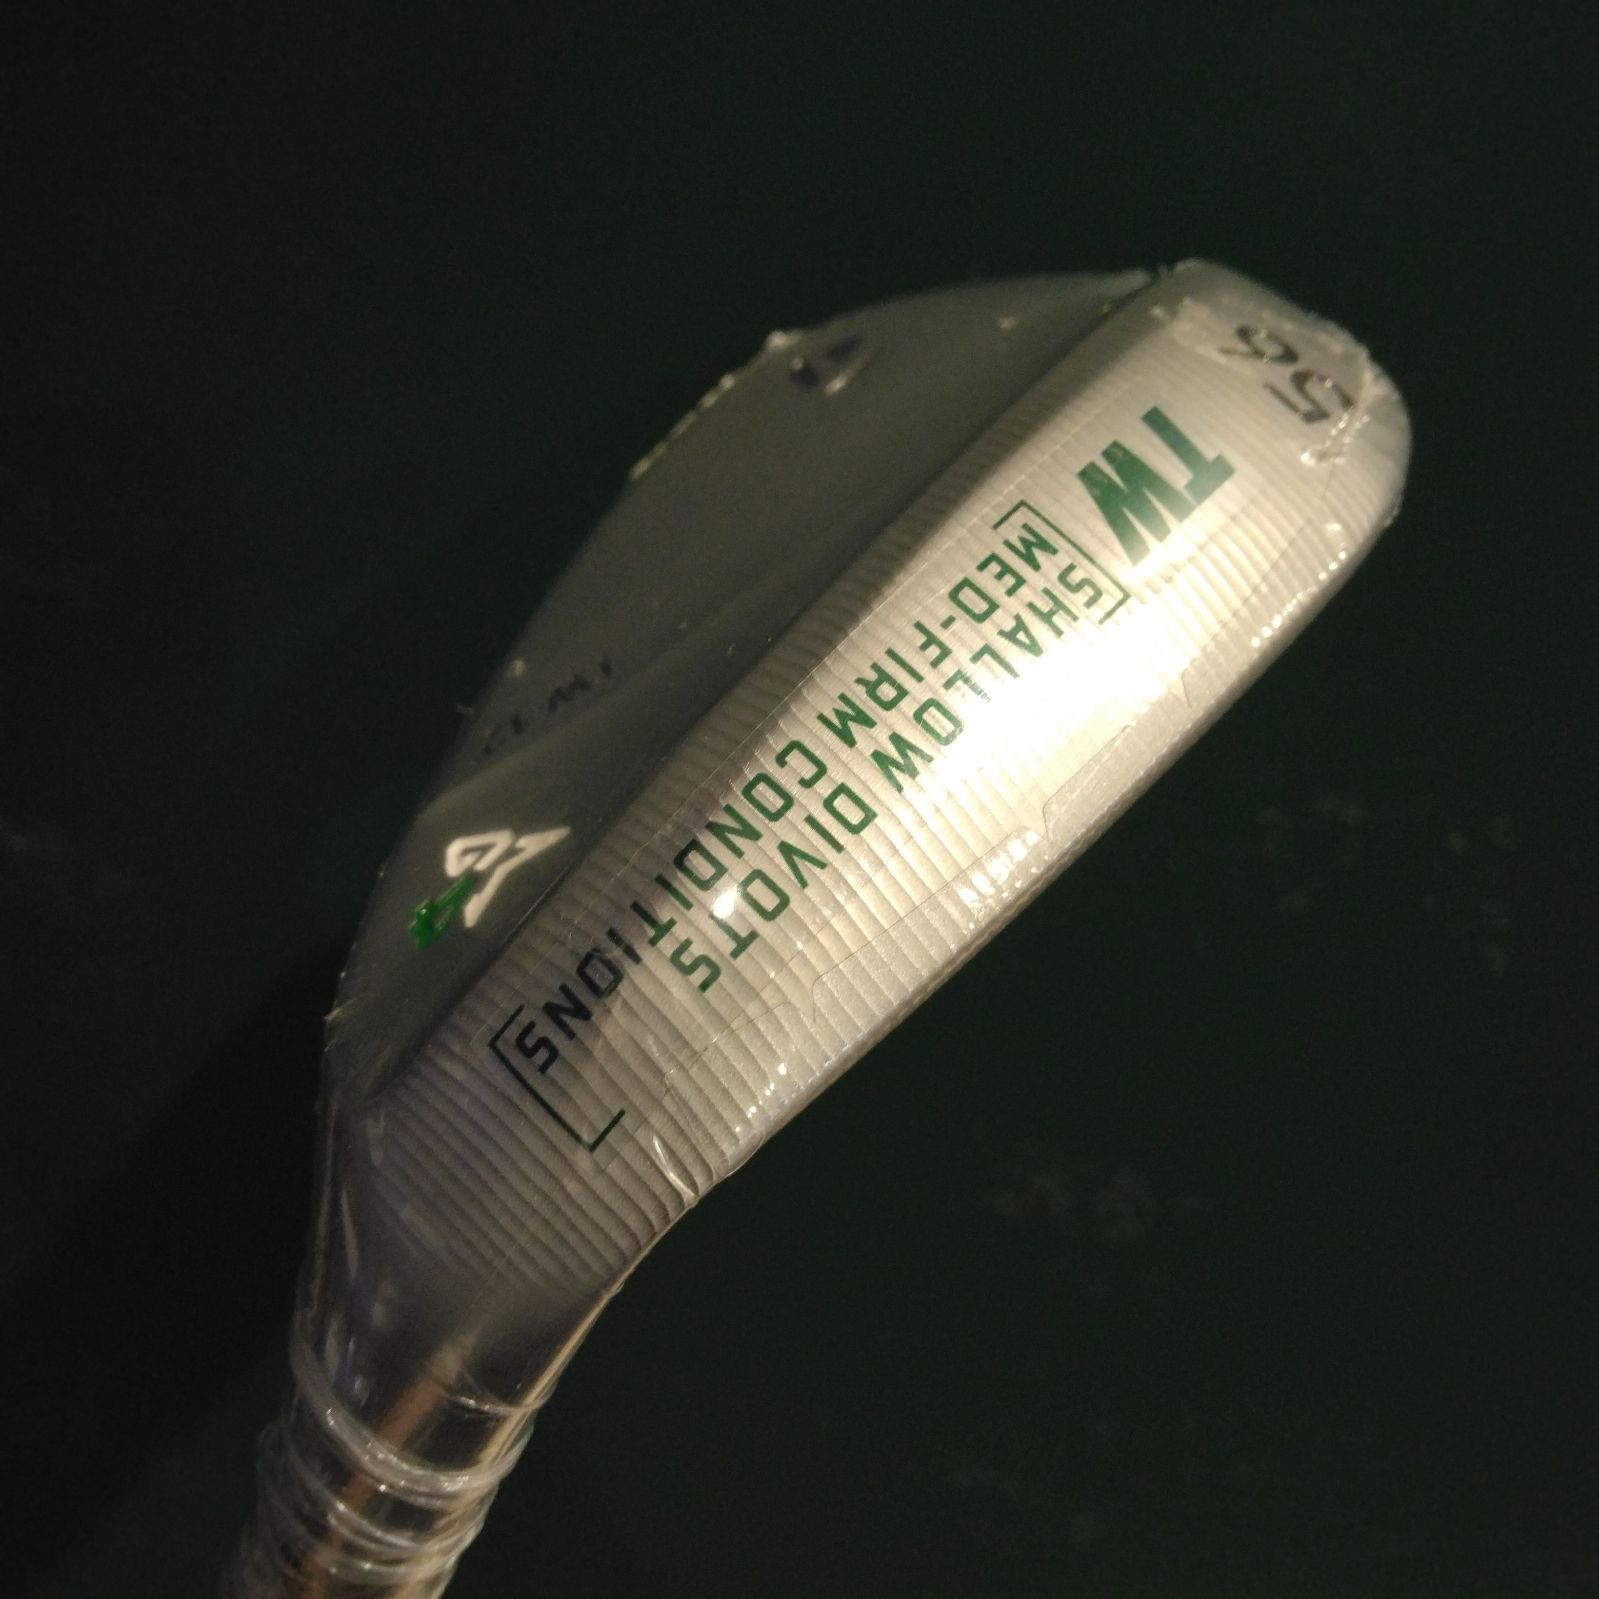 56
TW
SHALLOW DIVOTS
MED-FIRM CONDITIONS